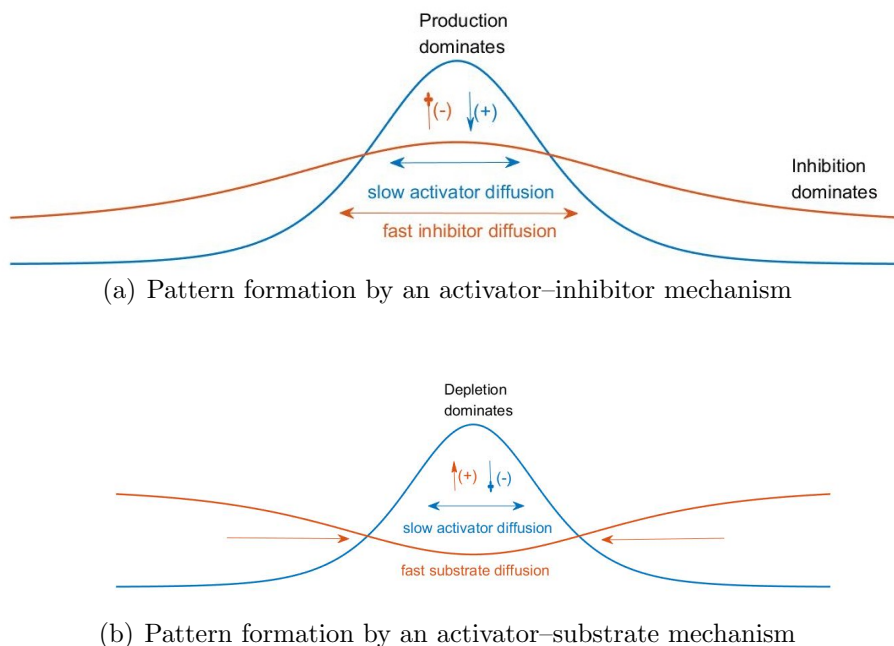 Production
dominates
(-) (+)
Inhibition
dominates
slow activator diffusion
fast inhibitor diffusion
(a) Pattern formation by an activator–inhibitor mechanism
Depletion
dominates
(+) (-)
slow activator diffusion
fast substrate diffusion
(b) Pattern formation by an activator–substrate mechanism